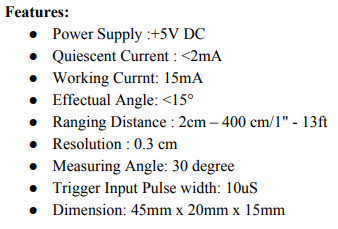 Features:
● Power Supply :+5V DC
● Quiescent Current : <2mA
● Working Currnt: 15mA
● Effectual Angle: <15°
● Ranging Distance : 2cm – 400 cm/1" - 13ft
● Resolution : 0.3 cm
● Measuring Angle: 30 degree
● Trigger Input Pulse width: 10uS
● Dimension: 45mm x 20mm x 15mm